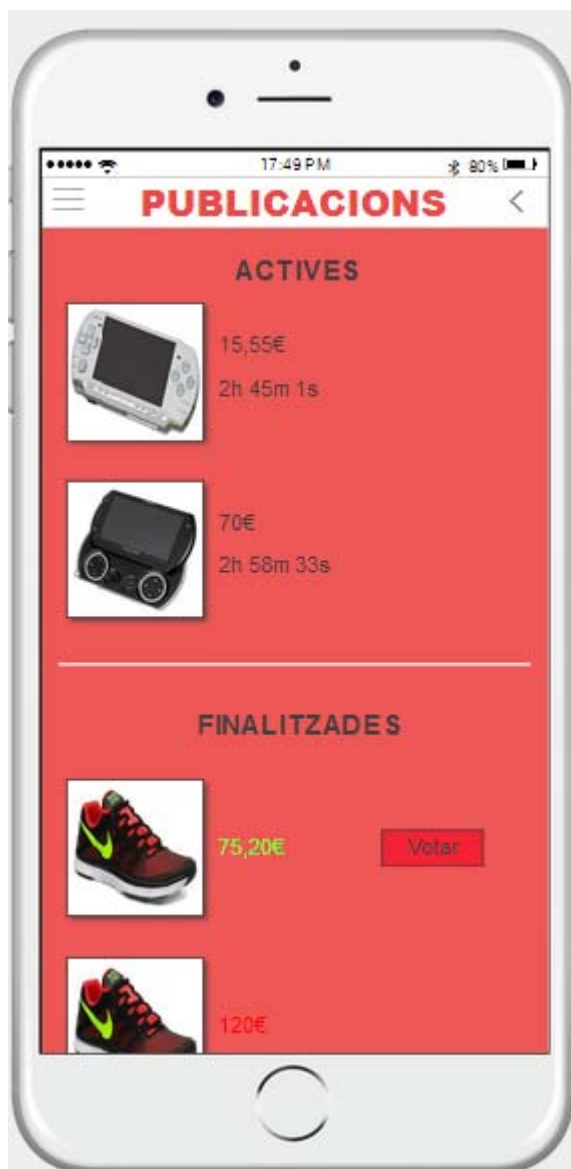 17:49 PM
80%
PUBLICACIONS
ACTIVES
15,55€
2h 45m 1s
70€
2h 58m 33s
FINALITZADES
75,20€
Votar
120€